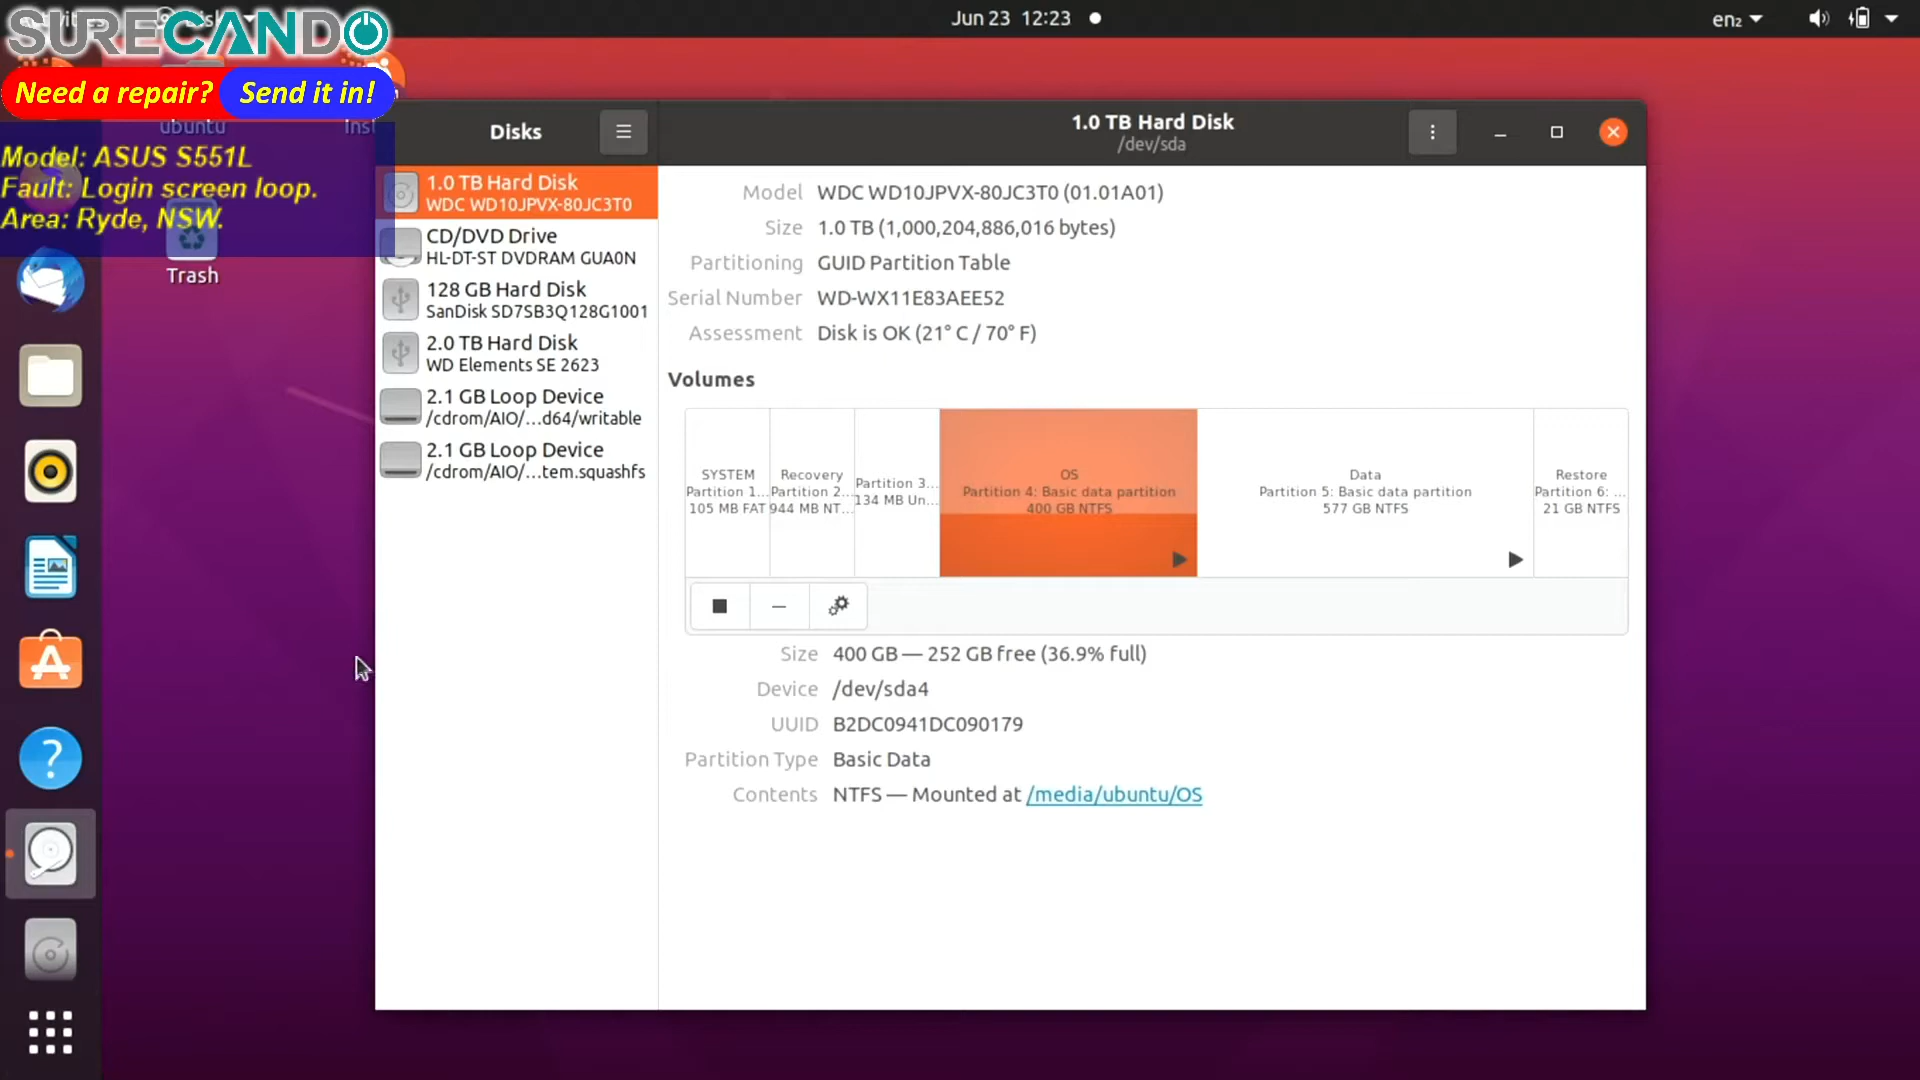 SURECANDO
Need a repair? Send it in!
Model: ASUS S551L
Fault: Login screen loop.
Area: Ryde, NSW.
Jun 23 12:23
en₂
ubuntu
Trash
Disks
1.0 TB Hard Disk
/dev/sda
1.0 TB Hard Disk
WDC WD10JPVX-80JC3T0
CD/DVD Drive
HL-DT-ST DVDRAM GUA0N
128 GB Hard Disk
SanDisk SD7SB3Q128G1001
2.0 TB Hard Disk
WD Elements SE 2623
2.1 GB Loop Device
/cdrom/AIO/...d64/writable
2.1 GB Loop Device
/cdrom/AIO/...tem.squashfs
Model WDC WD10JPVX-80JC3T0 (01.01A01)
Size 1.0 TB (1,000,204,886,016 bytes)
Partitioning GUID Partition Table
Serial Number WD-WX11E83AEE52
Assessment Disk is OK (21° C / 70° F)
Volumes
SYSTEM
Partition 1...
105 MB FAT
Recovery
Partition 2...
944 MB NT...
Partition 3...
134 MB Un...
OS
Partition 4: Basic data partition
400 GB NTFS
Data
Partition 5: Basic data partition
577 GB NTFS
Restore
Partition 6: ...
21 GB NTFS
Size 400 GB — 252 GB free (36.9% full)
Device /dev/sda4
UUID B2DC0941DC090179
Partition Type Basic Data
Contents NTFS — Mounted at /media/ubuntu/OS